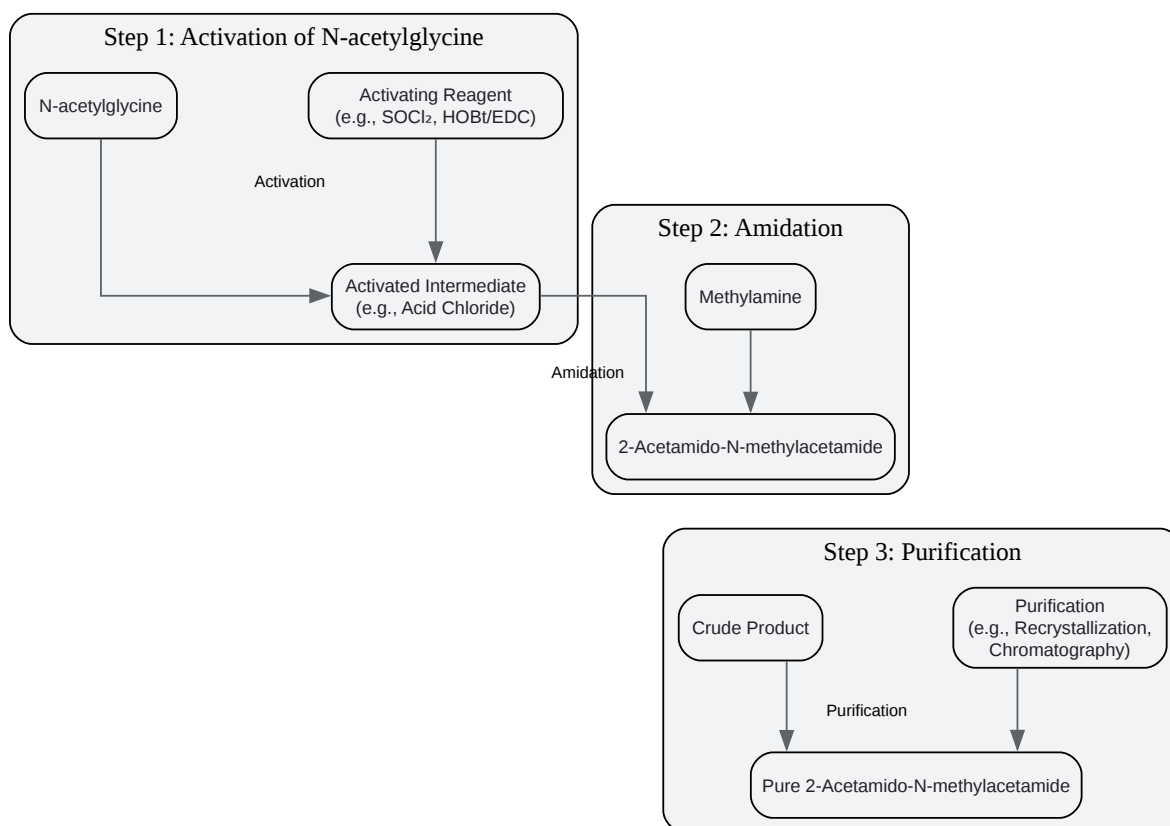 Step 1: Activation of N-acetylglycine
N-acetylglycine
Activating Reagent
(e.g., SOCl₂, HOBt/EDC)
Activation
Activated Intermediate
(e.g., Acid Chloride)
Step 2: Amidation
Methylamine
Amidation
2-Acetamido-N-methylacetamide
Step 3: Purification
Crude Product
Purification
(e.g., Recrystallization,
Chromatography)
Purification
Pure 2-Acetamido-N-methylacetamide